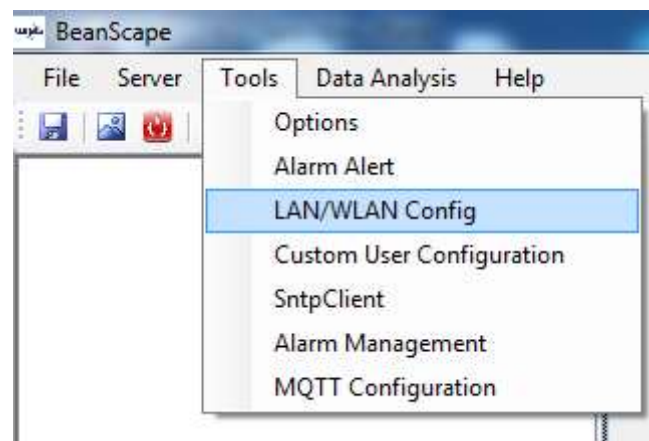 BeanScape
File Server Tools Data Analysis Help
Options
Alarm Alert
LAN/WLAN Config
Custom User Configuration
SntpClient
Alarm Management
MQTT Configuration